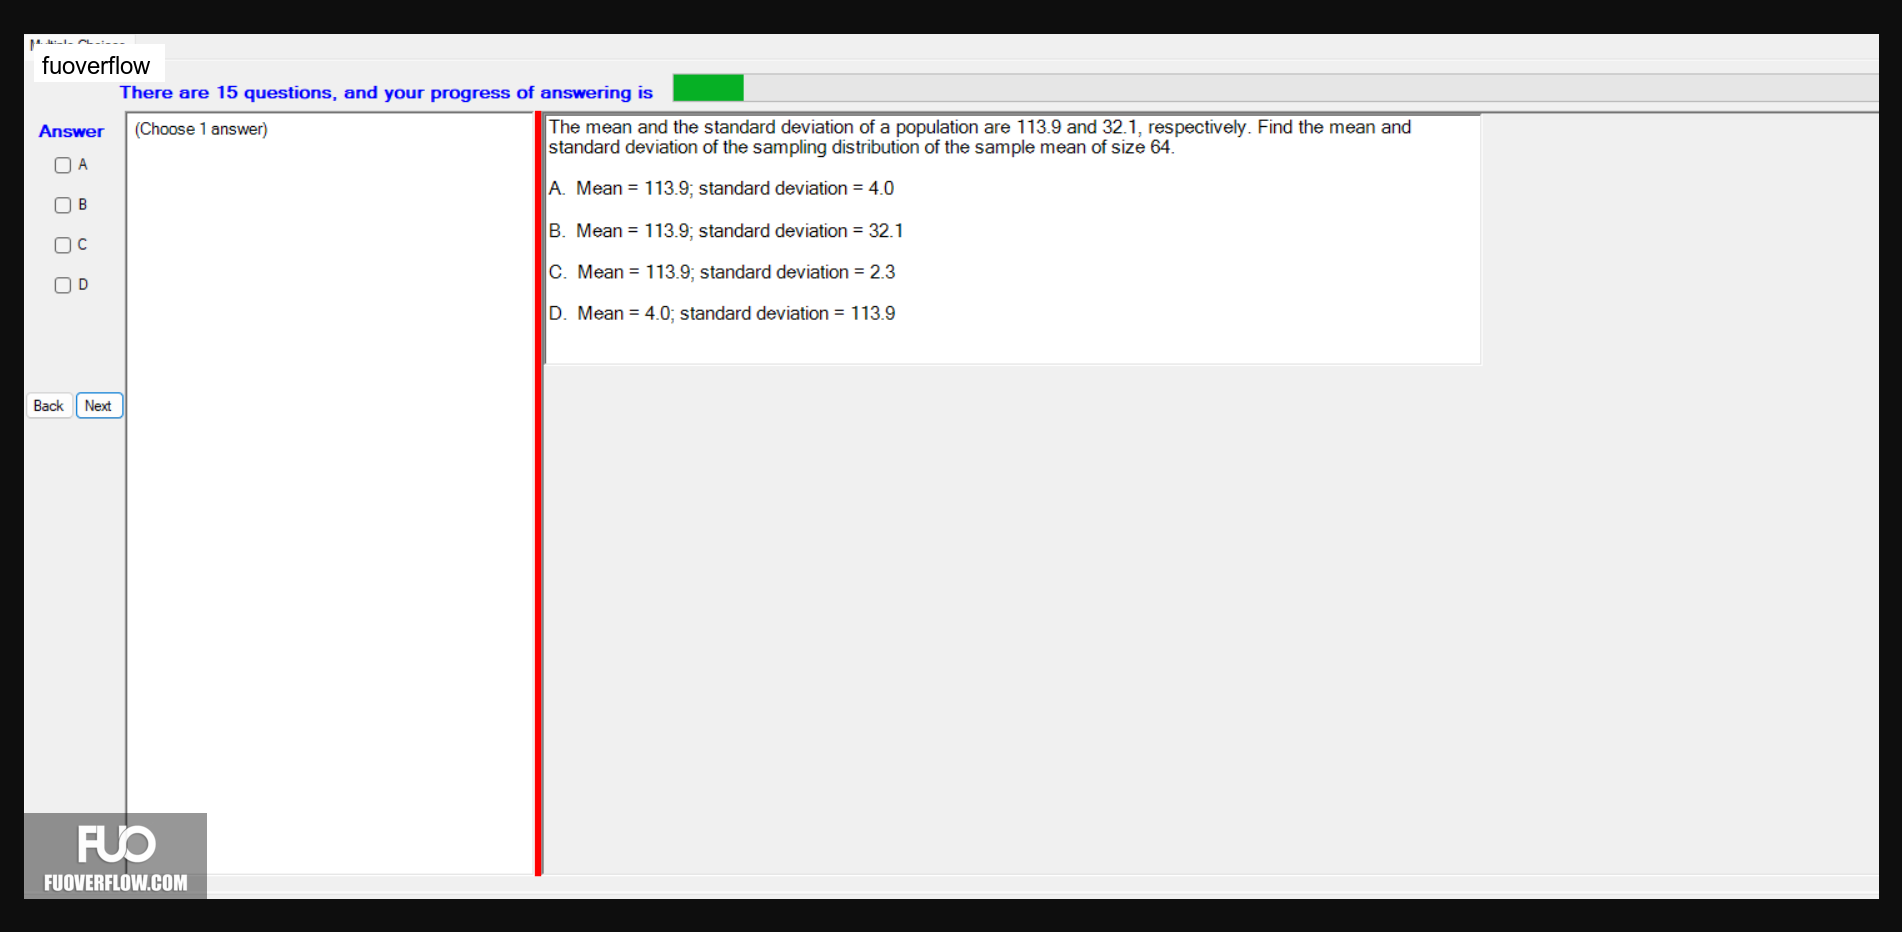 Multiple Choices
fuoverflow
There are 15 questions, and your progress of answering is
Answer
(Choose 1 answer)
A
B
C
D
Back
Next
The mean and the standard deviation of a population are 113.9 and 32.1, respectively. Find the mean and
standard deviation of the sampling distribution of the sample mean of size 64.
A. Mean = 113.9; standard deviation = 4.0
B. Mean = 113.9; standard deviation = 32.1
C. Mean = 113.9; standard deviation = 2.3
D. Mean = 4.0; standard deviation = 113.9
FUO
FUOVERFLOW.COM